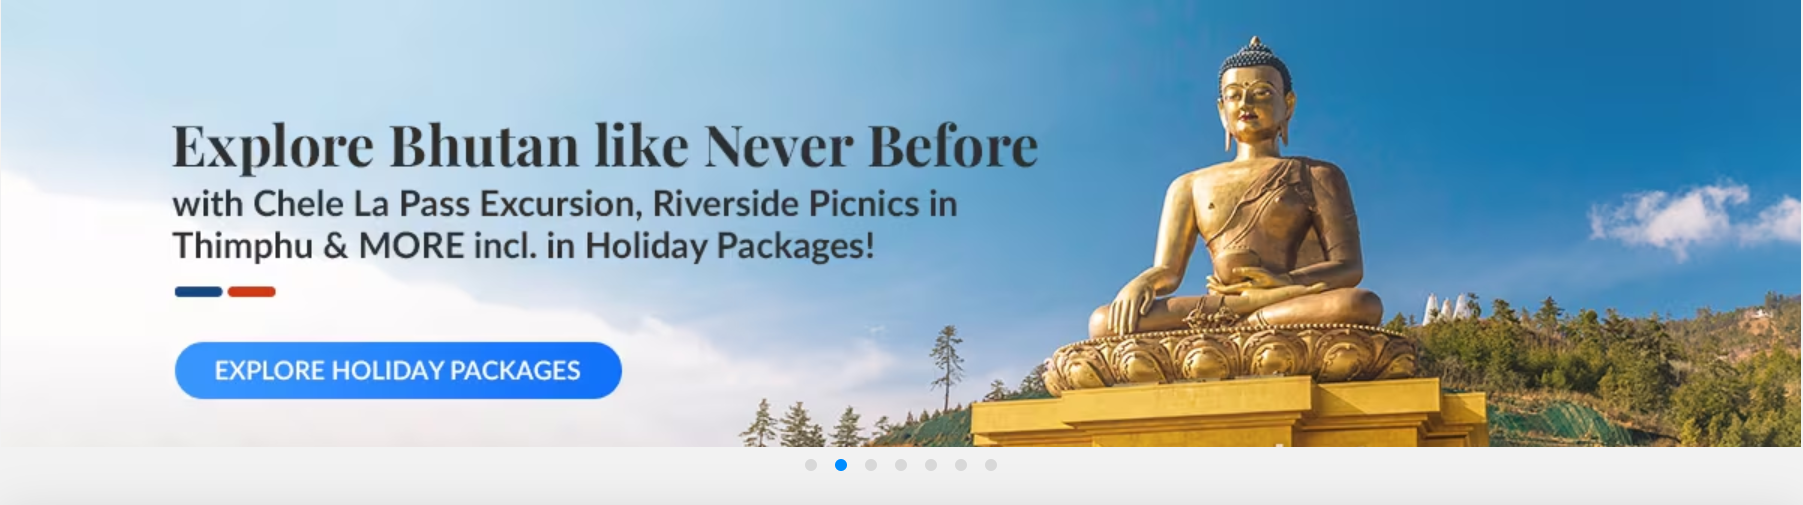 Explore Bhutan like Never Before
with Chele La Pass Excursion, Riverside Picnics in
Thimphu & MORE incl. in Holiday Packages!
EXPLORE HOLIDAY PACKAGES